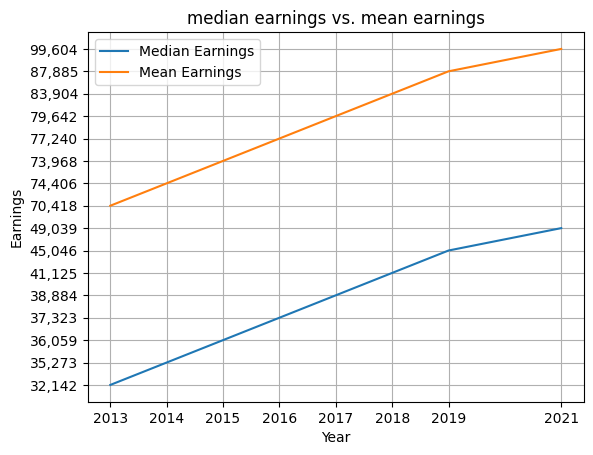 median earnings vs. mean earnings
Median Earnings
Mean Earnings
99,604
87,885
83,904
79,642
77,240
73,968
74,406
70,418
49,039
45,046
41,125
38,884
37,323
36,059
35,273
32,142
Earnings
2013 2014 2015 2016 2017 2018 2019 2021
Year